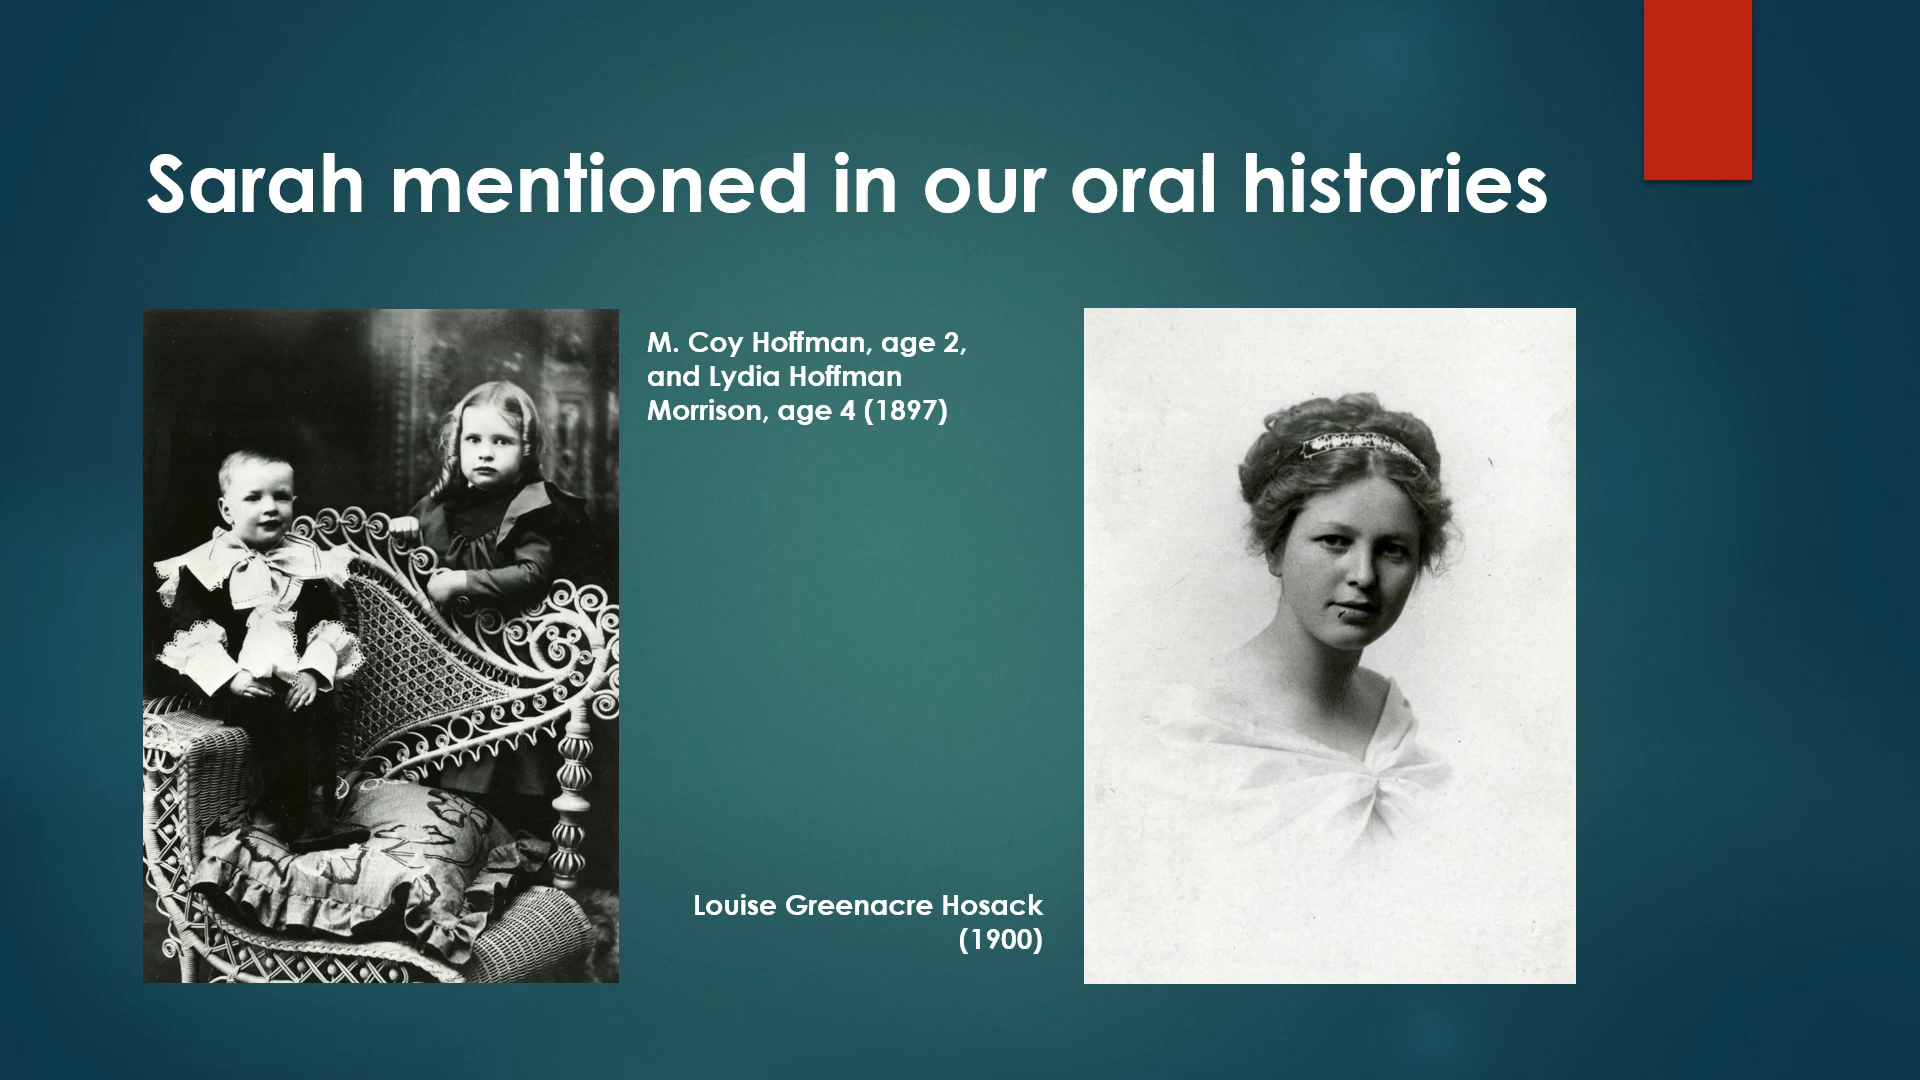 Sarah mentioned in our oral histories
M. Coy Hoffman, age 2,
and Lydia Hoffman
Morrison, age 4 (1897)
Louise Greenacre Hosack
(1900)